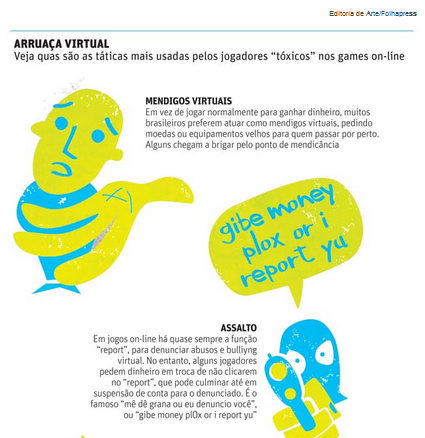 Editoria de Arte/Folhapress
ARRUAÇA VIRTUAL
Veja quais são as táticas mais usadas pelos jogadores “tóxicos” nos games on-line
MENDIGOS VIRTUAIS
Em vez de jogar normalmente para ganhar dinheiro, muitos
brasileiros preferem atuar como mendigos virtuais, pedindo
moedas ou equipamentos velhos para quem passar por perto.
Alguns chegam a brigar pelo ponto de mendicância
gibe money
plox or i
report yu
ASSALTO
Em jogos on-line há quase sempre a função
“report”, para denunciar abusos e bulliyng
virtual. No entanto, alguns jogadores
pedem dinheiro em troca de não clicarem
no “report”, que pode culminar até em
suspensão de conta para o denunciado. É o
famoso “mê dê grana ou eu denuncio você”,
ou “gibe money pl0x or i report yu”